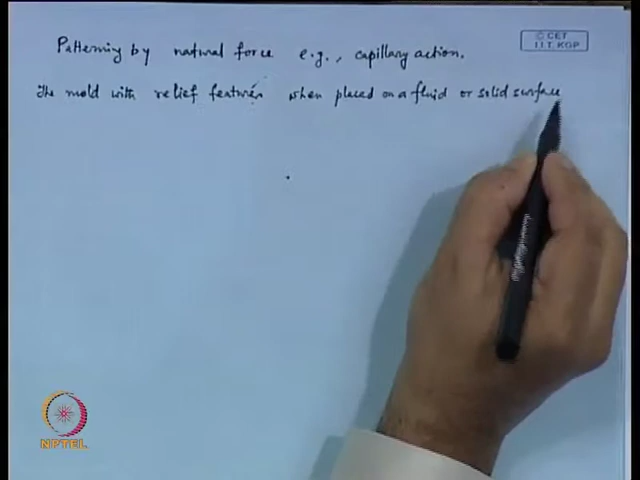 Patterning by natural force e.g., capillary action.
© CET
I.I.T. KGP
The mold with relief features when placed on a fluid or solid surface
NPTEL